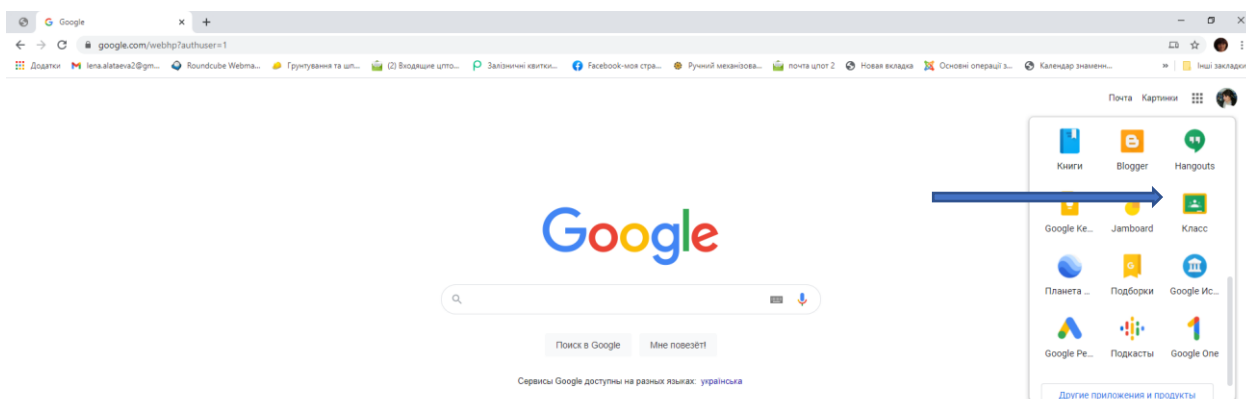 Google
google.com/webhp?authuser=1
Додатки lena.alataeva2@gm... Roundcube Webma... Грунтування та шп... (2) Входящие цпто... Залізничні квитки... Facebook-моя стра... Ручний механізова... почта цпот 2 Новая вкладка Основні операції з... Календар знаменн... » Інші закладки
Почта Картинки
Книги Blogger Hangouts
Google Ke... Jamboard Класс
Google
Планета ... Подборки Google Ис...
Google Ре... Подкасты Google One
Поиск в Google Мне повезёт!
Сервисы Google доступны на разных языках: українська
Другие приложения и продукты